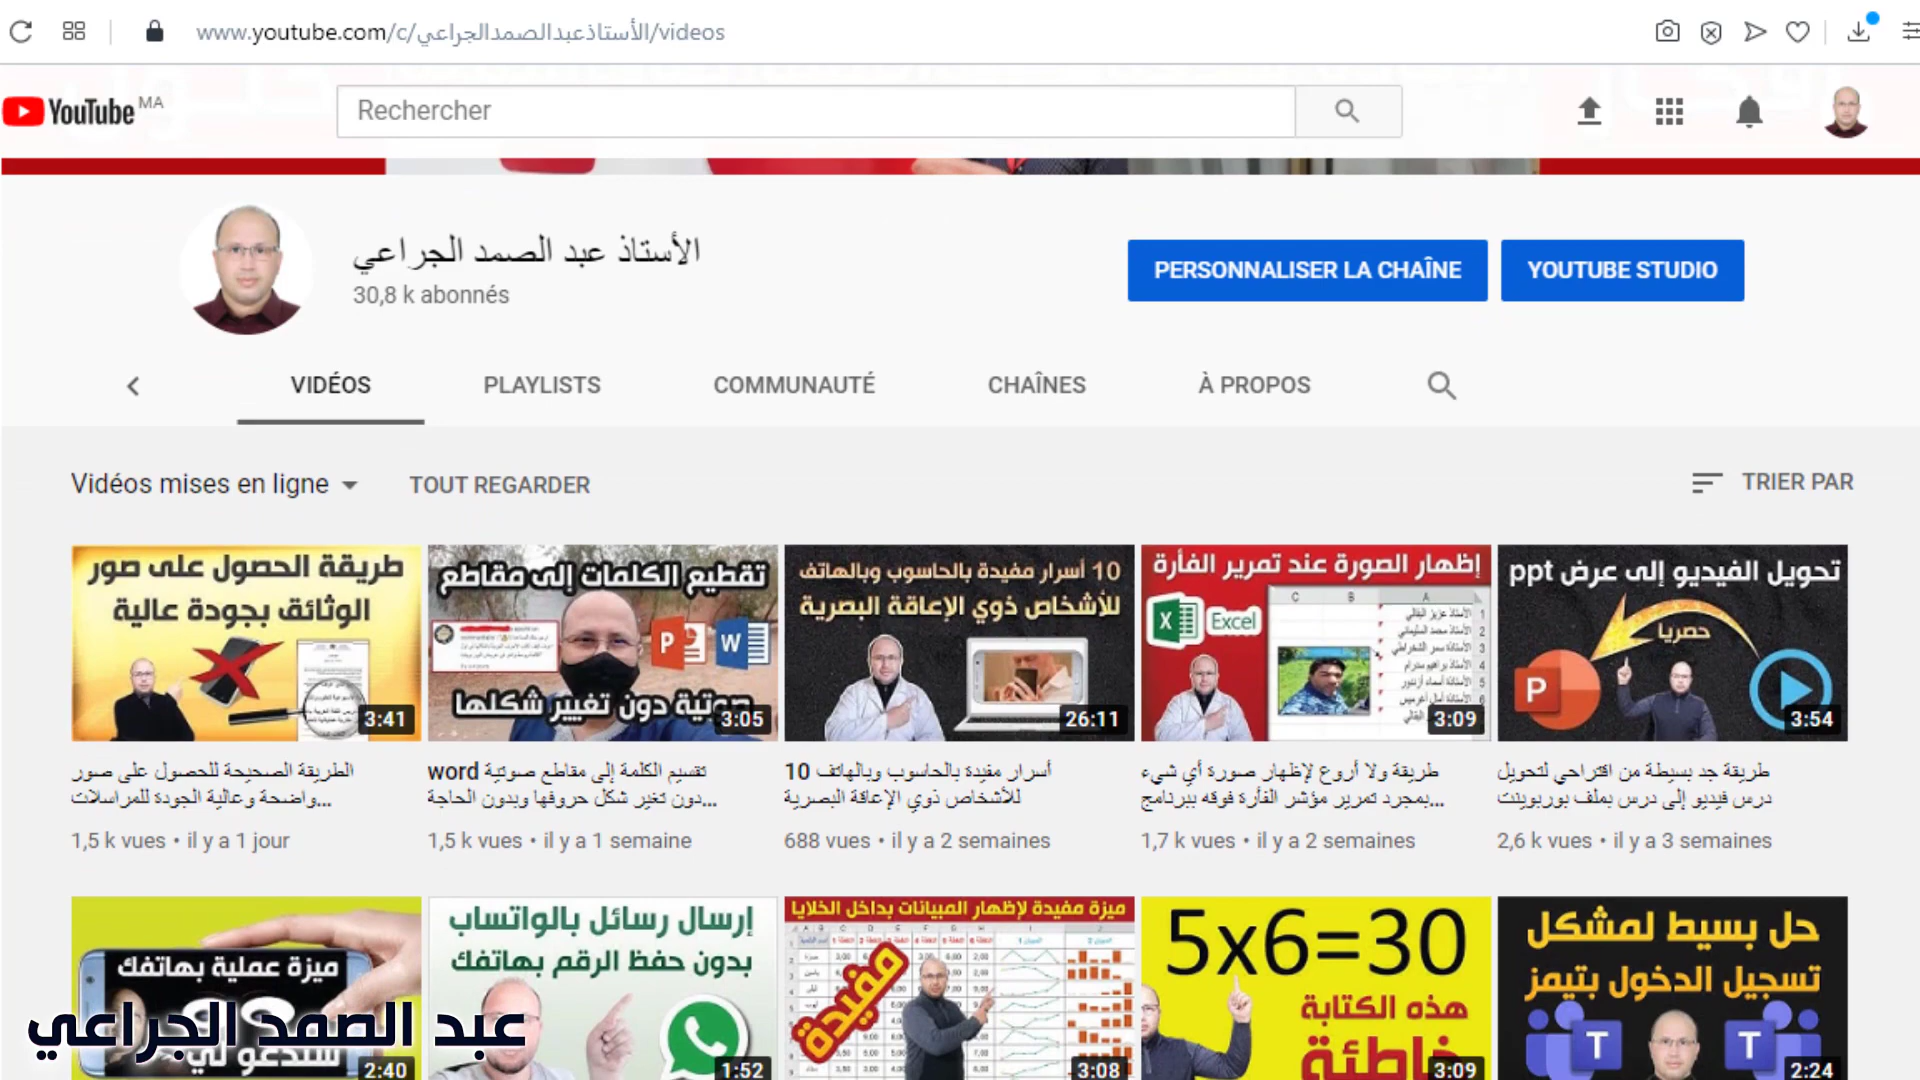 www.youtube.com/c/الأستاذعبدالصمدالجراعي/videos
YouTube MA
Rechercher
الأستاذ عبد الصمد الجراعي
30,8 k abonnés
PERSONNALISER LA CHAÎNE
YOUTUBE STUDIO
VIDÉOS
PLAYLISTS
COMMUNAUTÉ
CHAÎNES
À PROPOS
Vidéos mises en ligne
TOUT REGARDER
TRIER PAR
طريقة الحصول على صور
الوثائق بجودة عالية
3:41
تقطيع الكلمات إلى مقاطع
صوتية دون تغيير شكلها
3:05
10 أسرار مفيدة بالحاسوب وبالهاتف
للأشخاص ذوي الإعاقة البصرية
26:11
إظهار الصورة عند تمرير الفأرة
Excel
3:09
تحويل الفيديو إلى عرض ppt
حصريا
3:54
الطريقة الصحيحة للحصول على صور
واضحة وعالية الجودة للمراسلات...
1,5 k vues • il y a 1 jour
تقسيم الكلمة إلى مقاطع صوتية word
دون تغير شكل حروفها وبدون الحاجة...
1,5 k vues • il y a 1 semaine
10 أسرار مفيدة بالحاسوب وبالهاتف
للأشخاص ذوي الإعاقة البصرية
688 vues • il y a 2 semaines
طريقة ولا أروع لإظهار صورة أي شيء
بمجرد تمرير مؤشر الفأرة فوقه ببرنامج...
1,7 k vues • il y a 2 semaines
طريقة جد بسيطة من اقتراحي لتحويل
درس فيديو إلى درس بملف بوربوينت
2,6 k vues • il y a 3 semaines
ميزة عملية بهاتفك
ستدعو لي
2:40
إرسال رسائل بالواتساب
بدون حفظ الرقم بهاتفك
1:52
ميزة مفيدة لإظهار المبيانات بداخل الخلايا
مفيدة
3:08
5x6=30
هذه الكتابة
خاطئة
3:09
حل بسيط لمشكل
تسجيل الدخول بتيمز
2:24
عبد الصمد الجراعي